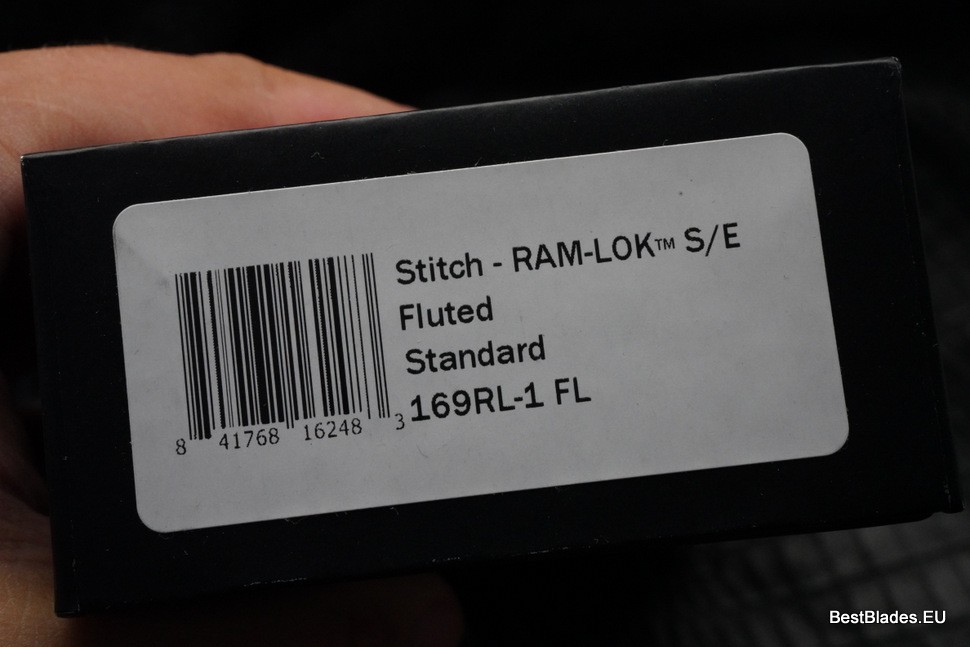 Stitch - RAM-LOK™ S/E
Fluted
Standard
169RL-1 FL
8 41768 16248 3
BestBlades.EU